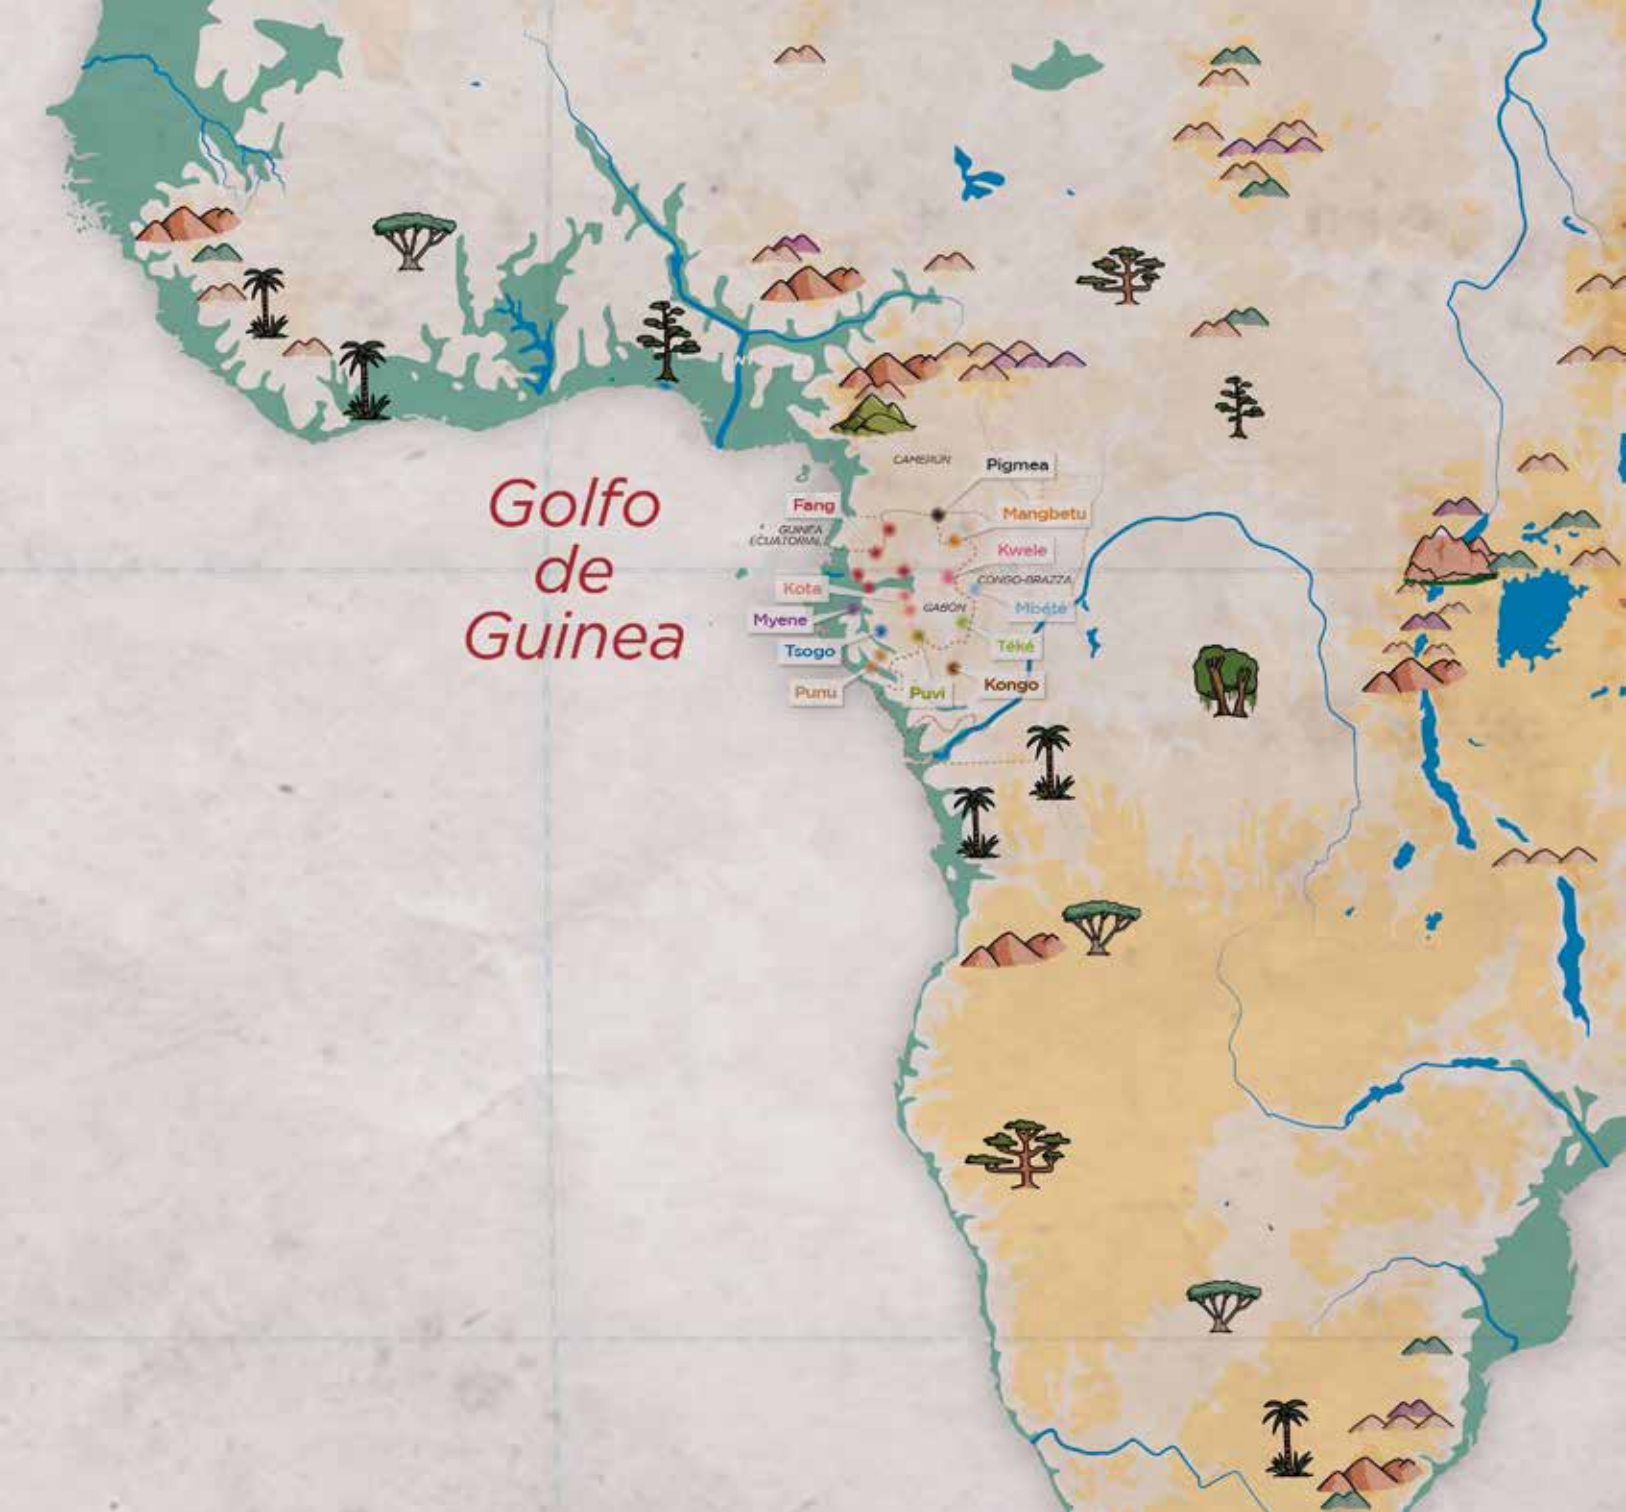 CAMERÚN
Pigmea
Golfo
de
Guinea
Fang
Mangbetu
GUINEA
ECUATORIAL
Kwele
CONGO-BRAZZA
Kota
GABÓN
Mbété
Myene
Tsogo
Téké
Punu
Puvi
Kongo